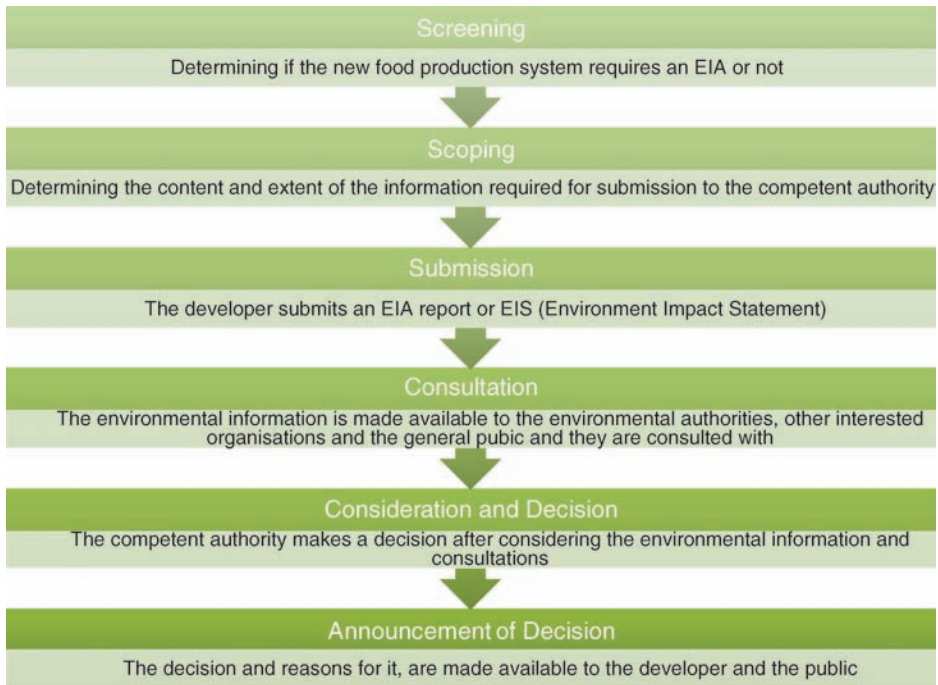 Screening
Determining if the new food production system requires an EIA or not
Scoping
Determining the content and extent of the information required for submission to the competent authority
Submission
The developer submits an EIA report or EIS (Environment Impact Statement)
Consultation
The environmental information is made available to the environmental authorities, other interested
organisations and the general pubic and they are consulted with
Consideration and Decision
The competent authority makes a decision after considering the environmental information and
consultations
Announcement of Decision
The decision and reasons for it, are made available to the developer and the public